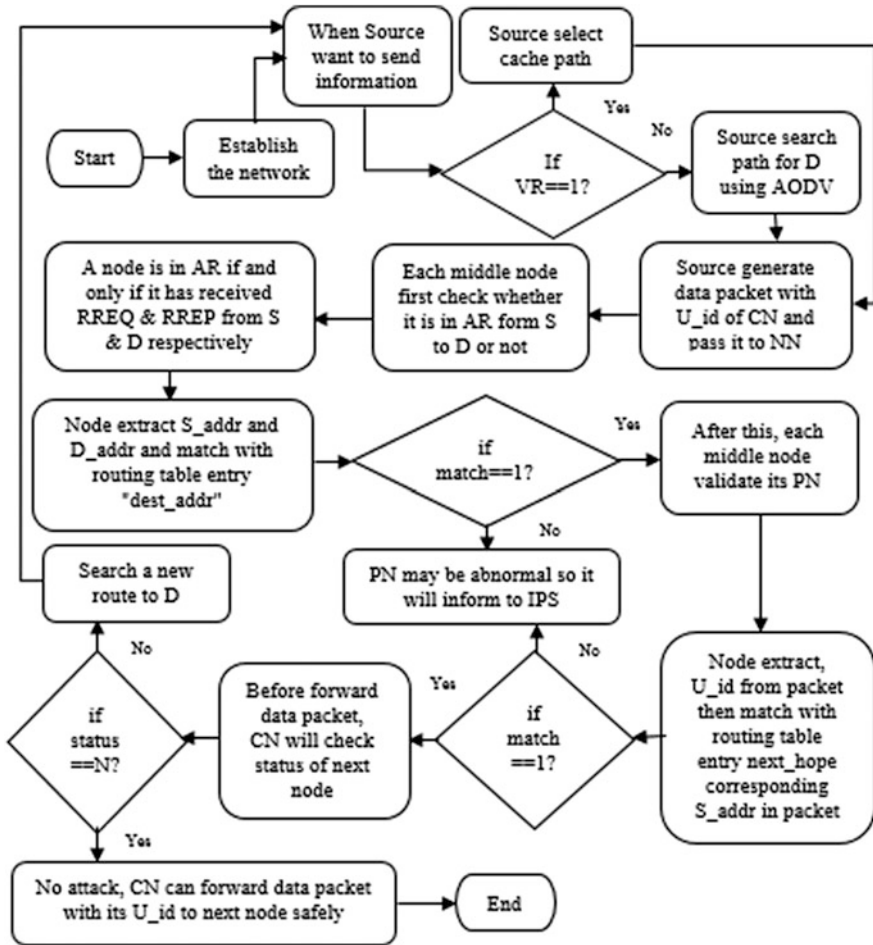 When Source
want to send
information
Source select
cache path
Yes
No
Start
Establish
the network
If
VR==1?
Source search
path for D
using AODV
A node is in AR if and
only if it has received
RREQ & RREP from S
& D respectively
Each middle node
first check whether
it is in AR form S
to D or not
Source generate
data packet with
U_id of CN and
pass it to NN
Node extract S_addr and
D_addr and match with
routing table entry
"dest_addr"
if
match==1?
Yes
After this, each
middle node
validate its PN
No
Search a new
route to D
PN may be abnormal so it
will inform to IPS
No
No
if
status
==N?
Before forward
data packet,
CN will check
status of next
node
Yes
if
match
==1?
Node extract,
U_id from packet
then match with
routing table
entry next_hope
corresponding
S_addr in packet
Yes
No attack, CN can forward data packet
with its U_id to next node safely
End